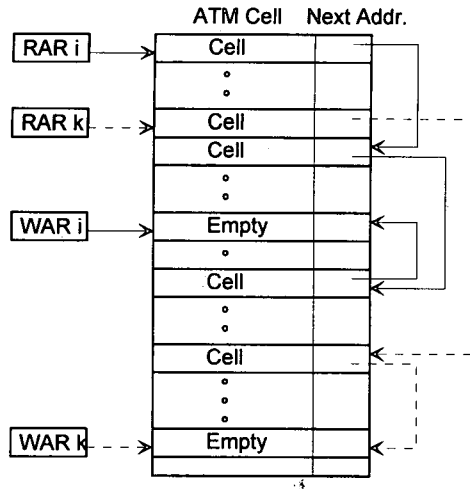 ATM Cell Next Addr.
RAR i Cell
RAR k Cell
Cell
WAR i Empty
Cell
Cell
WAR k Empty